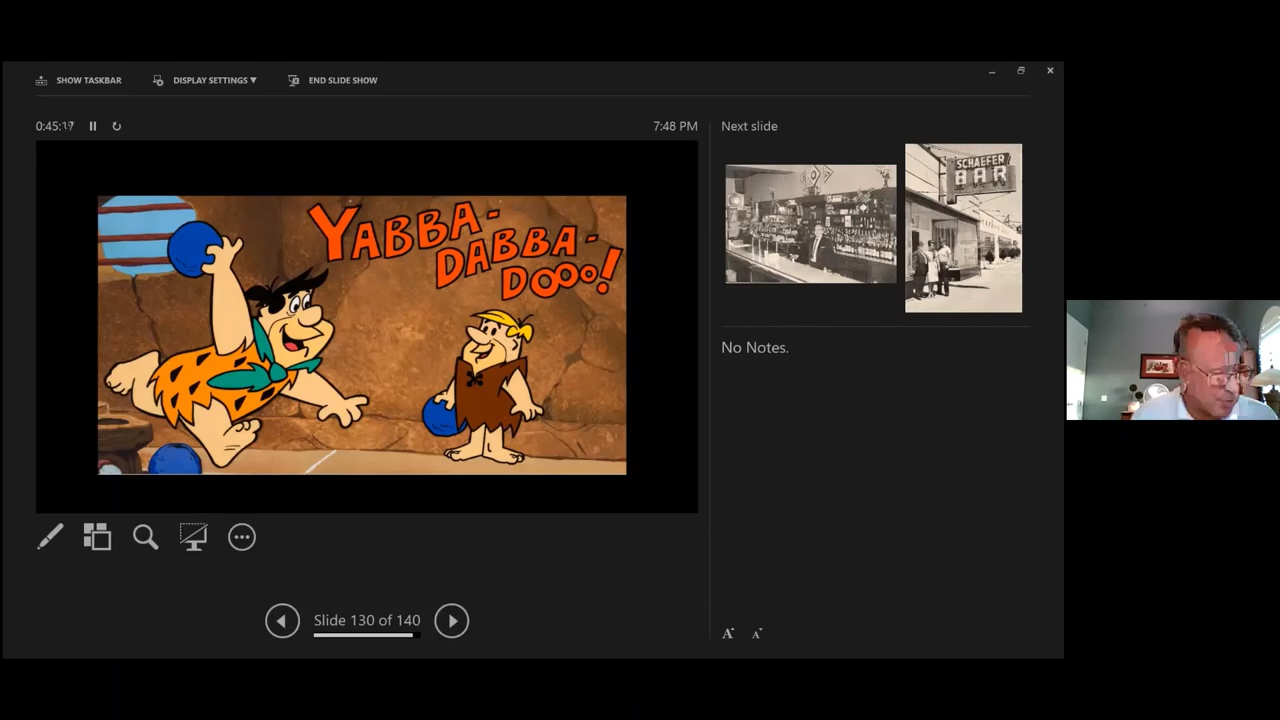 SHOW TASKBAR
DISPLAY SETTINGS ▼
END SLIDE SHOW
0:45:19
7:48 PM
Next slide
YABBA-
DABBA-
DOOO!
SCHAEFER
BAR
No Notes.
Slide 130 of 140
A A